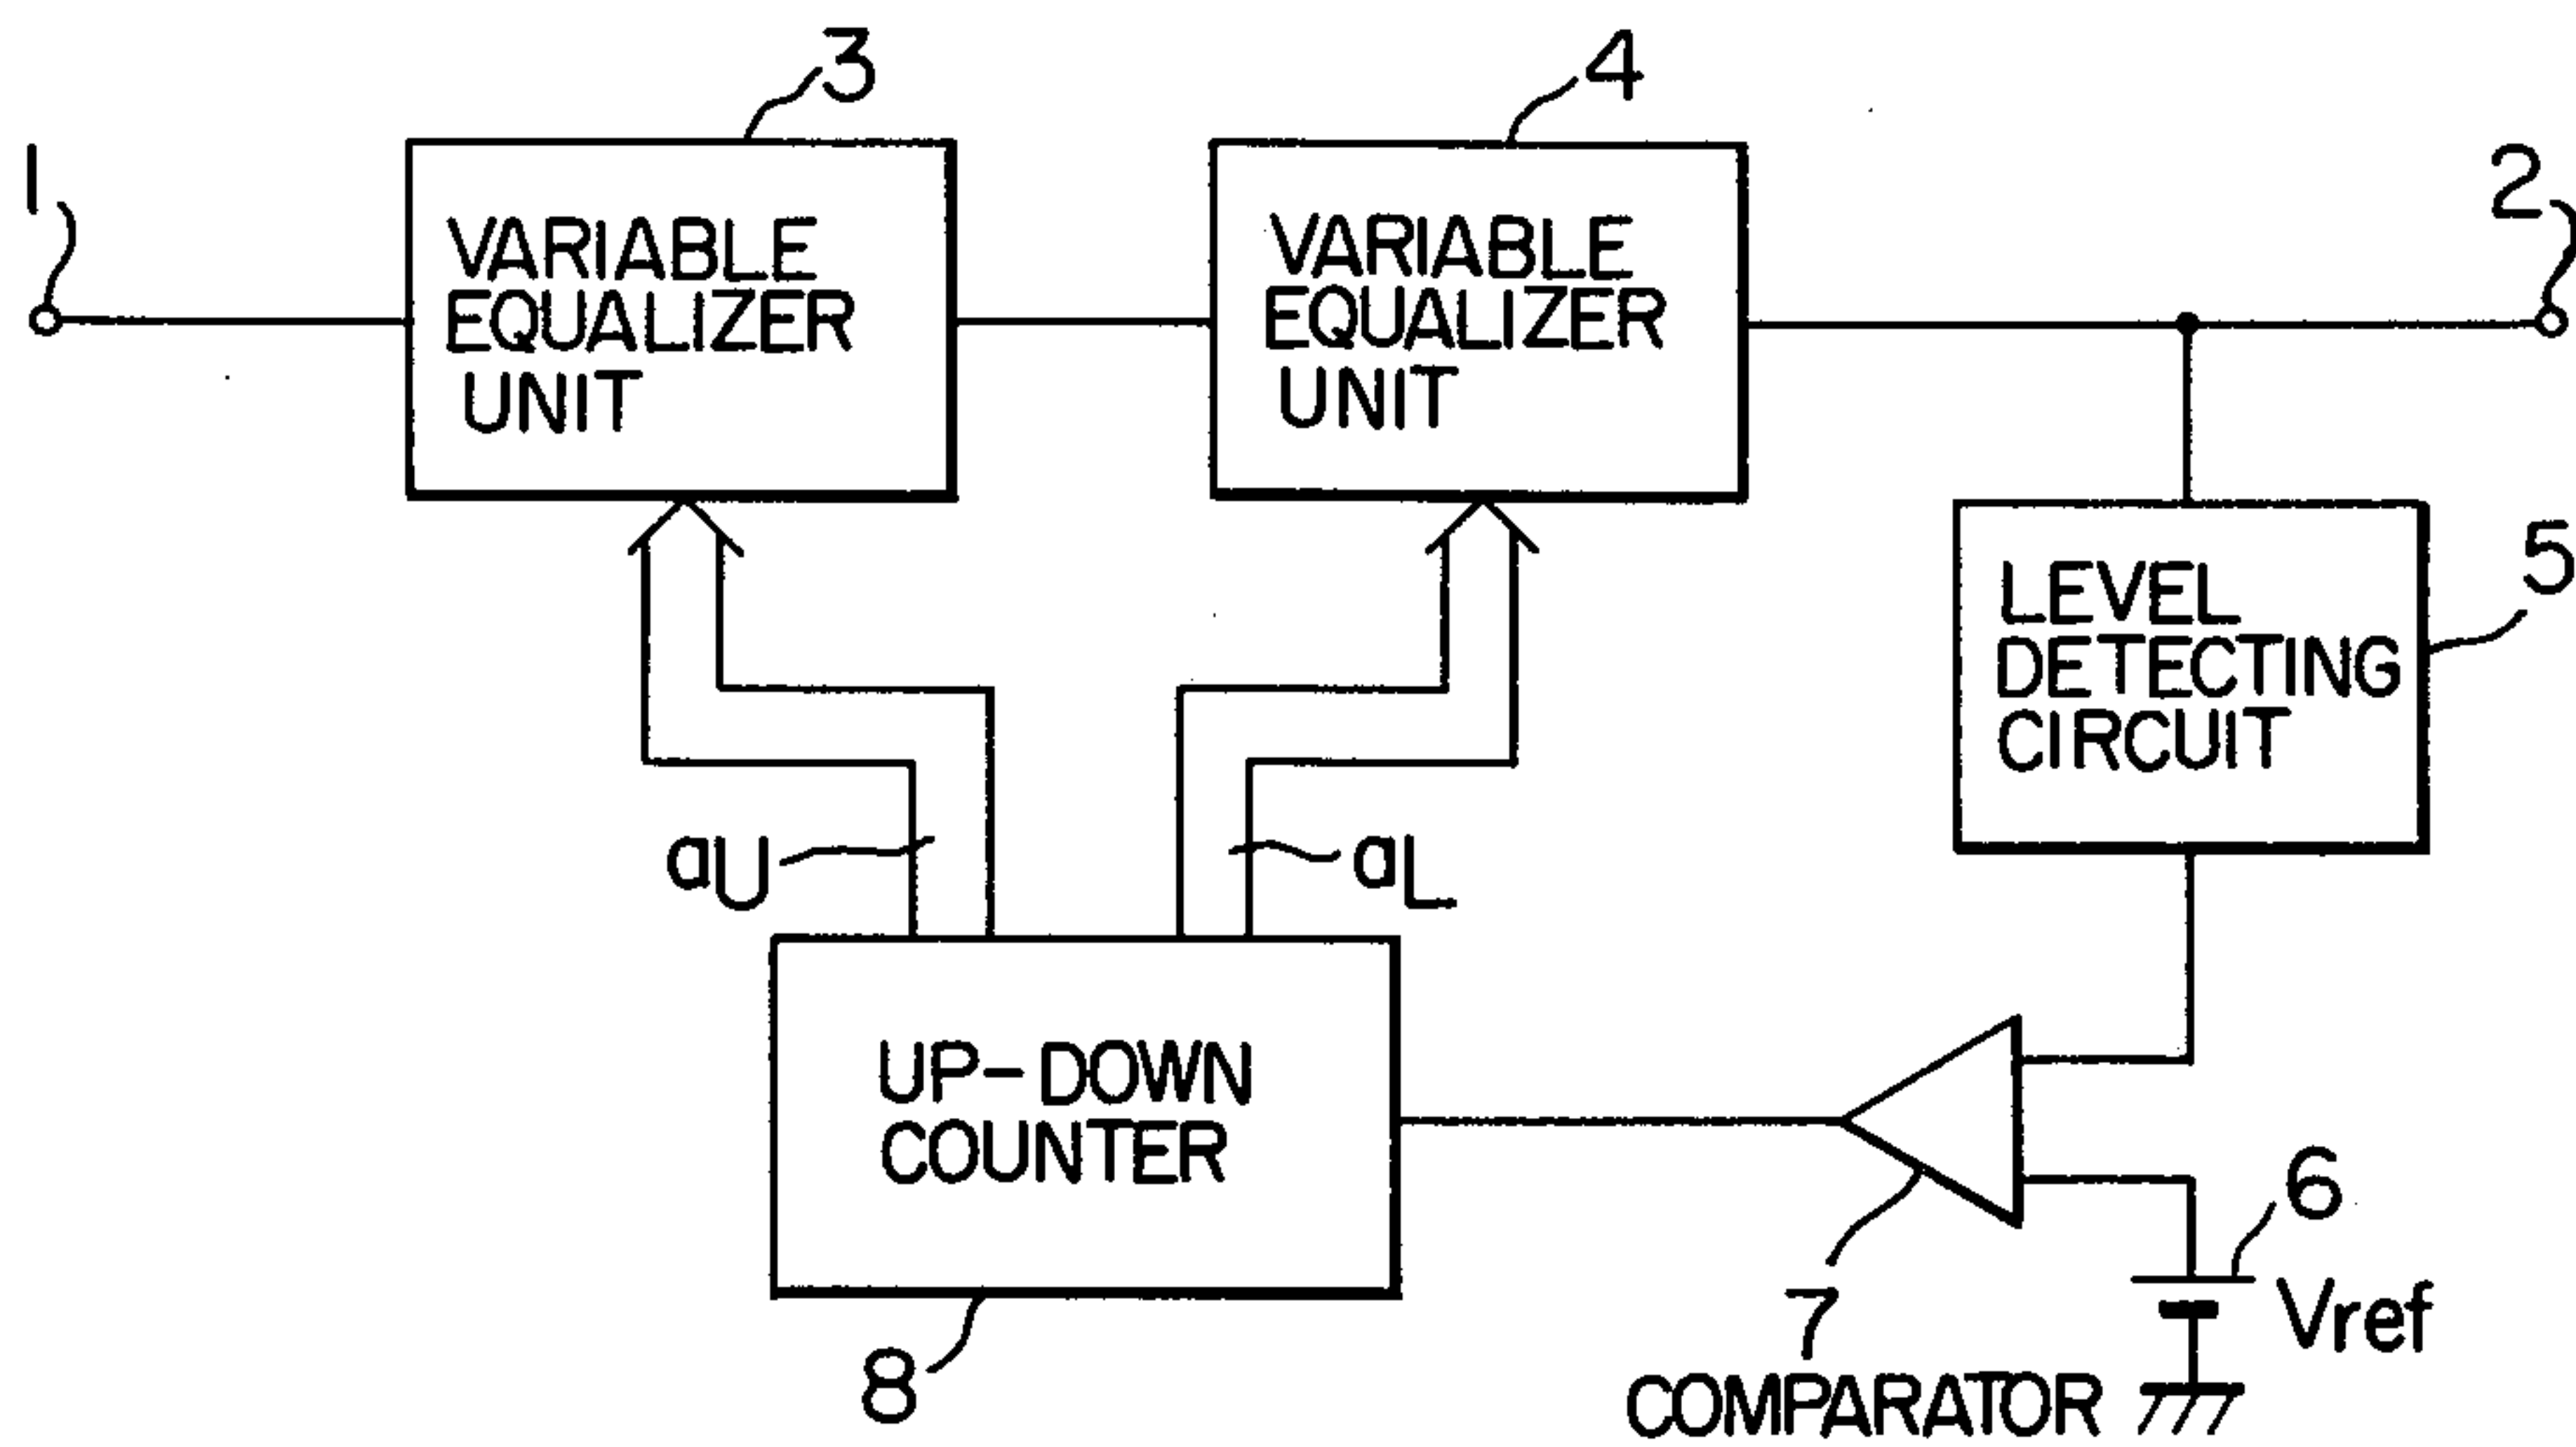 3
4
1
2
VARIABLE
EQUALIZER
UNIT
VARIABLE
EQUALIZER
UNIT
5
LEVEL
DETECTING
CIRCUIT
aU
aL
UP-DOWN
COUNTER
6
Vref
7
COMPARATOR
8